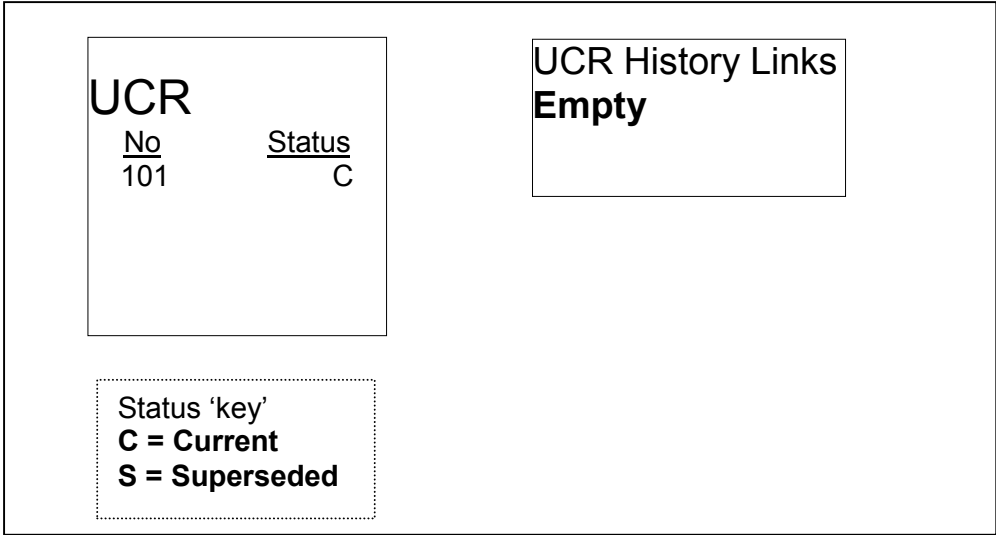 UCR
No Status
101 C
UCR History Links
Empty
Status ‘key’
C = Current
S = Superseded